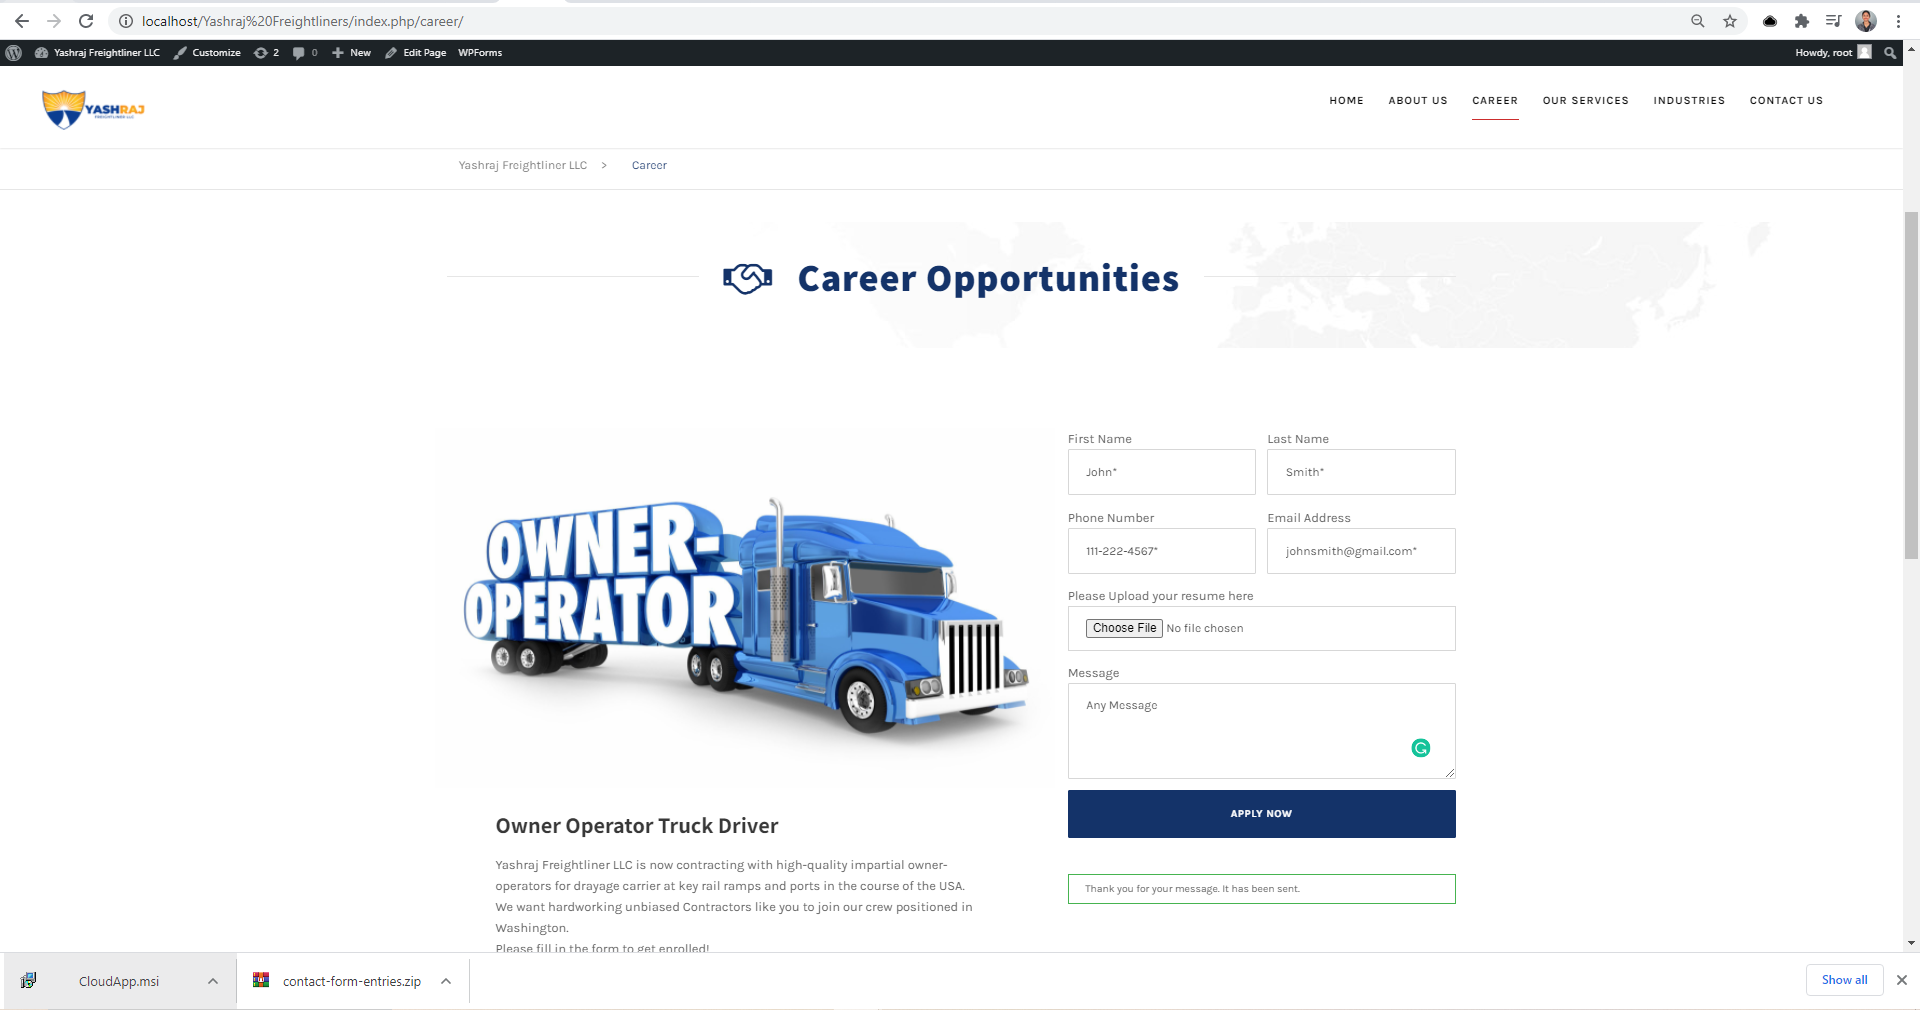 localhost/Yashraj%20Freightliners/index.php/career/
Yashraj Freightliner LLC Customize 2 0 New Edit Page WPForms Howdy, root
YASHRAJ
FREIGHTLINER LLC
HOME ABOUT US CAREER OUR SERVICES INDUSTRIES CONTACT US
Yashraj Freightliner LLC > Career
Career Opportunities
First Name Last Name
John* Smith*
Phone Number Email Address
111-222-4567* johnsmith@gmail.com*
Please Upload your resume here
Choose File No file chosen
Message
Any Message
APPLY NOW
Thank you for your message. It has been sent.
OWNER-
OPERATOR
Owner Operator Truck Driver
Yashraj Freightliner LLC is now contracting with high-quality impartial owner-
operators for drayage carrier at key rail ramps and ports in the course of the USA.
We want hardworking unbiased Contractors like you to join our crew positioned in
Washington.
Please fill in the form to get enrolled!
CloudApp.msi contact-form-entries.zip Show all